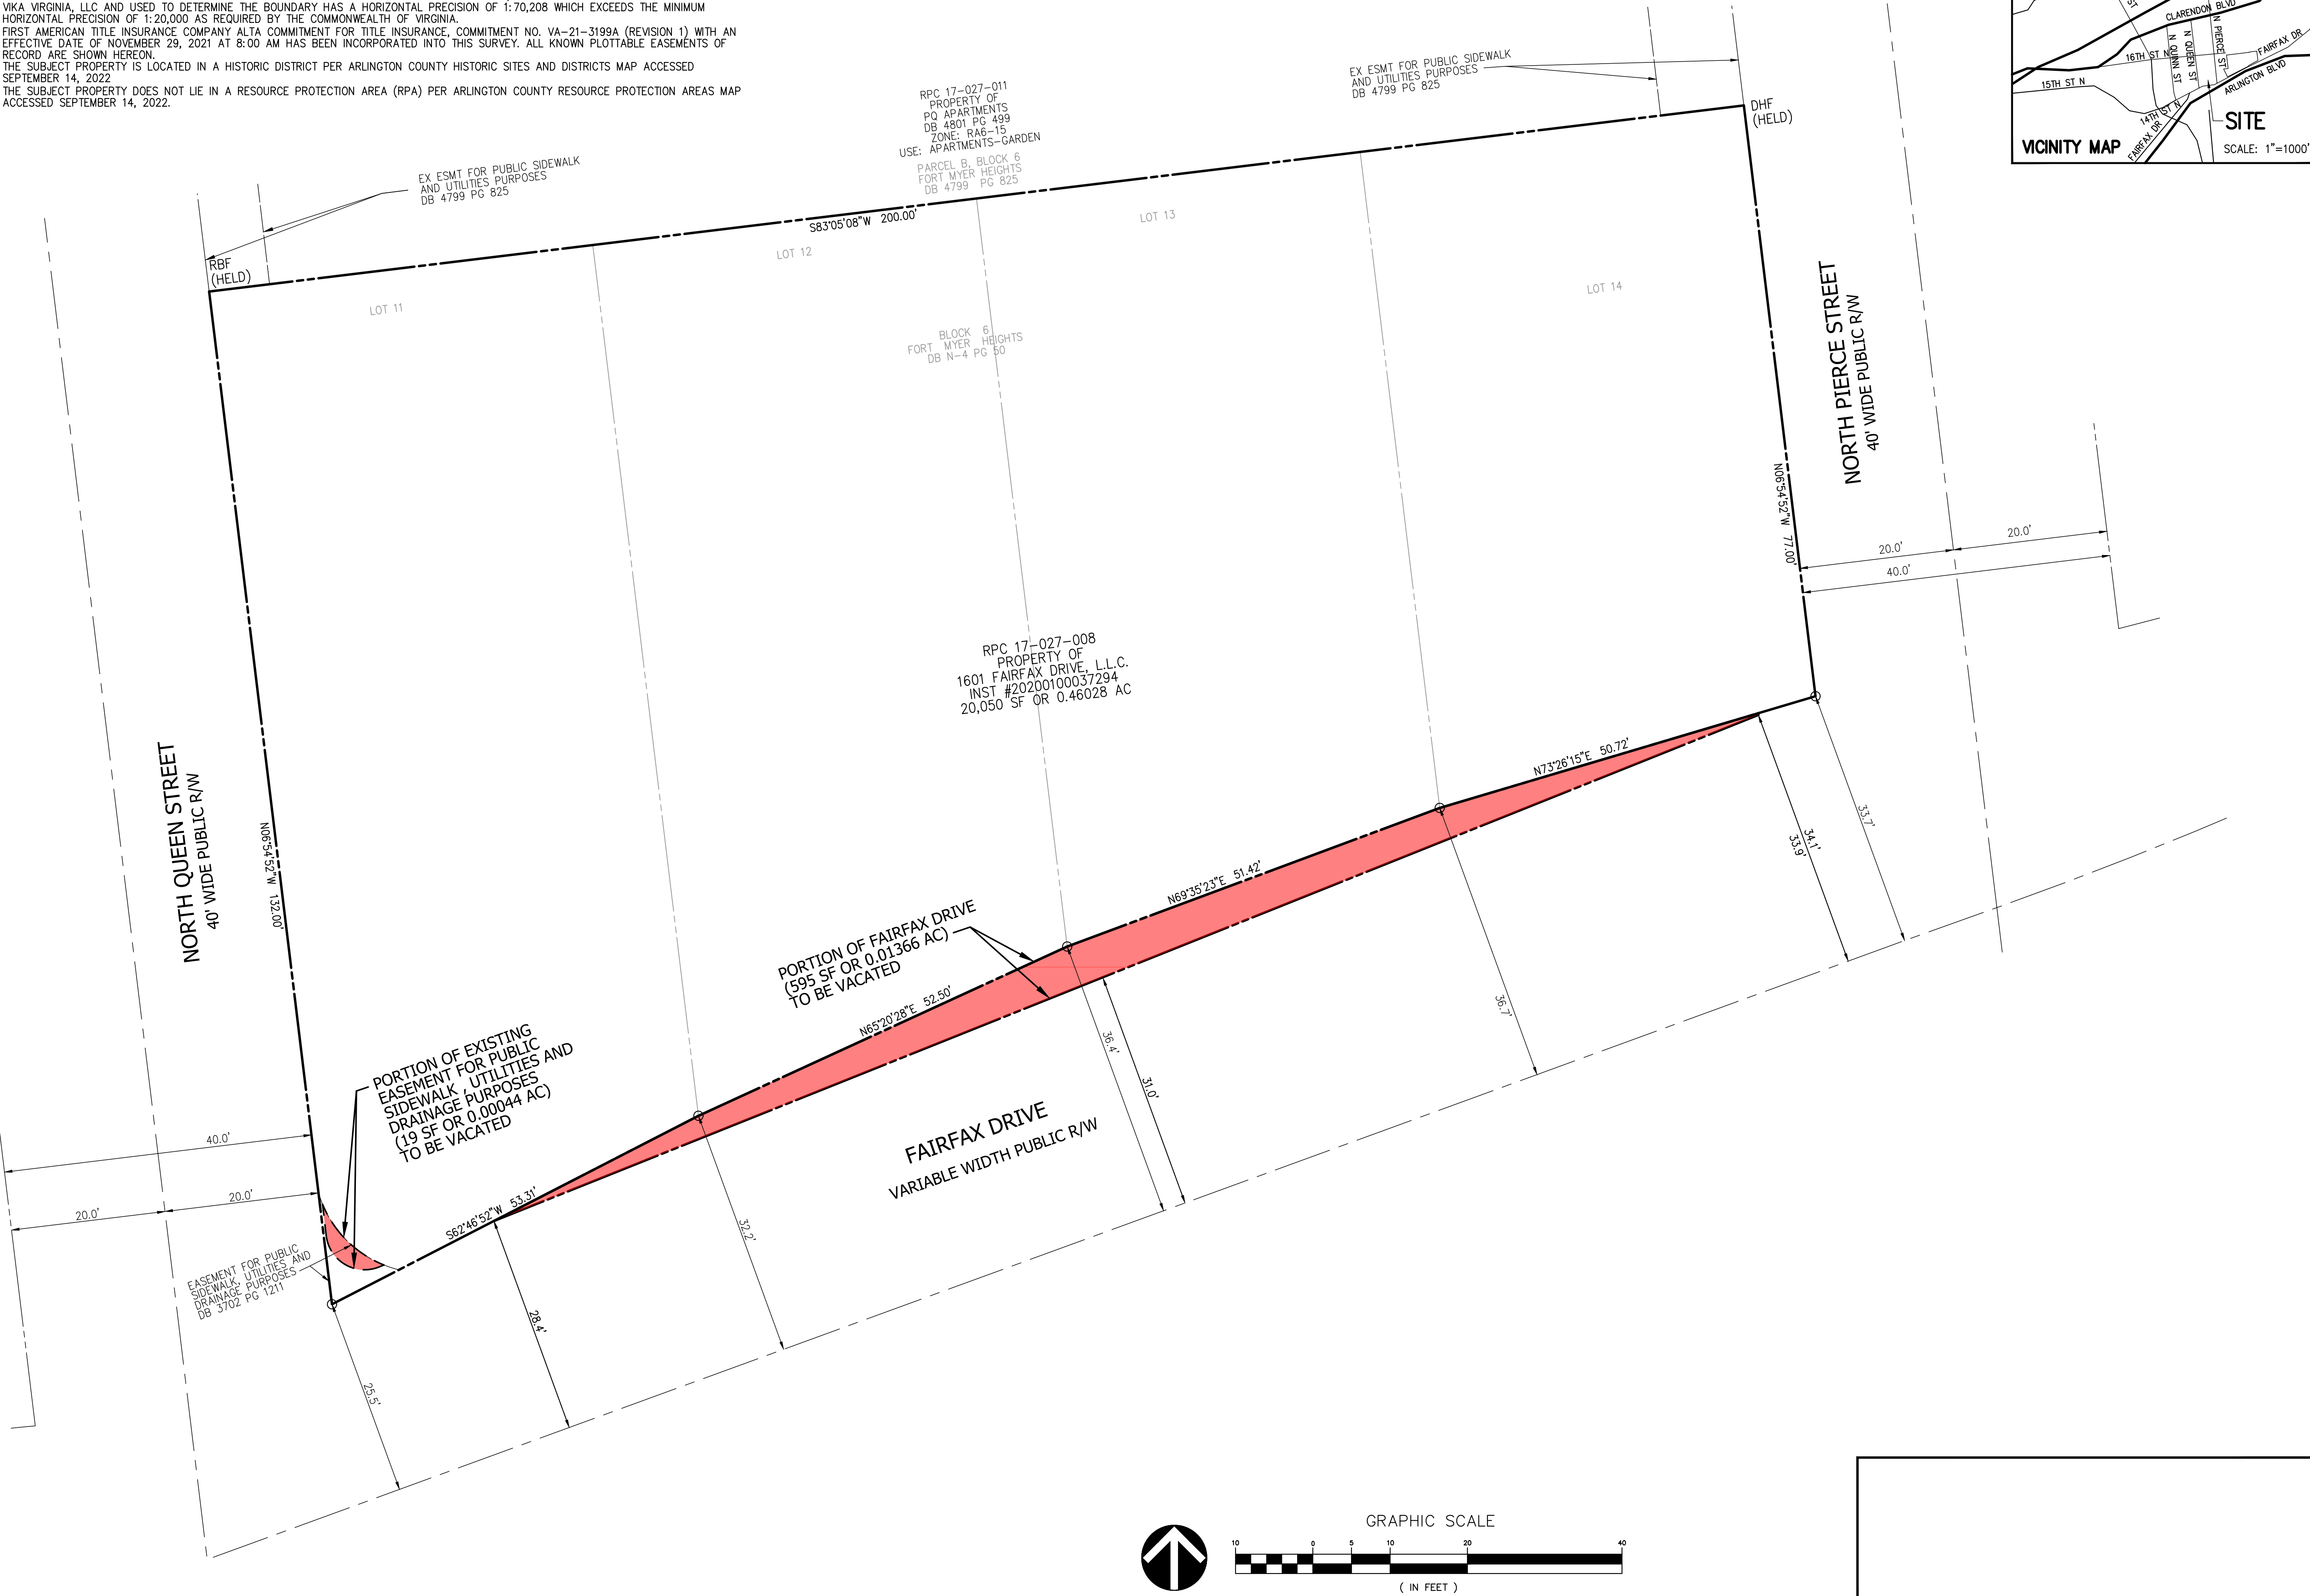 VIKA VIRGINIA, LLC AND USED TO DETERMINE THE BOUNDARY HAS A HORIZONTAL PRECISION OF 1:70,208 WHICH EXCEEDS THE MINIMUM
HORIZONTAL PRECISION OF 1:20,000 AS REQUIRED BY THE COMMONWEALTH OF VIRGINIA.
FIRST AMERICAN TITLE INSURANCE COMPANY ALTA COMMITMENT FOR TITLE INSURANCE, COMMITMENT NO. VA-21-3199A (REVISION 1) WITH AN
EFFECTIVE DATE OF NOVEMBER 29, 2021 AT 8:00 AM HAS BEEN INCORPORATED INTO THIS SURVEY. ALL KNOWN PLOTTABLE EASEMENTS OF
RECORD ARE SHOWN HEREON.
THE SUBJECT PROPERTY IS LOCATED IN A HISTORIC DISTRICT PER ARLINGTON COUNTY HISTORIC SITES AND DISTRICTS MAP ACCESSED
SEPTEMBER 14, 2022
THE SUBJECT PROPERTY DOES NOT LIE IN A RESOURCE PROTECTION AREA (RPA) PER ARLINGTON COUNTY RESOURCE PROTECTION AREAS MAP
ACCESSED SEPTEMBER 14, 2022.
ST
CLARENDON BLVD
N PIERCE ST
N QUEEN ST
N QUINN ST
16TH ST N
FAIRFAX DR
15TH ST N
ARLINGTON BLVD
14TH ST N
FAIRFAX DR
SITE
VICINITY MAP
SCALE: 1"=1000'
EX ESMT FOR PUBLIC SIDEWALK
AND UTILITIES PURPOSES
DB 4799 PG 825
RPC 17-027-011
PROPERTY OF
PQ APARTMENTS
DB 4801 PG 499
ZONE: RA6-15
USE: APARTMENTS-GARDEN
PARCEL B, BLOCK 6
FORT MYER HEIGHTS
DB 4799 PG 825
EX ESMT FOR PUBLIC SIDEWALK
AND UTILITIES PURPOSES
DB 4799 PG 825
DHF
(HELD)
RBF
(HELD)
S83°05'08"W 200.00'
LOT 11
LOT 12
LOT 13
LOT 14
BLOCK 6
FORT MYER HEIGHTS
DB N-4 PG 50
NORTH PIERCE STREET
40' WIDE PUBLIC R/W
N06°54'52"W 77.00'
20.0'
20.0'
40.0'
RPC 17-027-008
PROPERTY OF
1601 FAIRFAX DRIVE, L.L.C.
INST #20200100037294
20,050 SF OR 0.46028 AC
NORTH QUEEN STREET
40' WIDE PUBLIC R/W
N06°54'52"W 132.00'
N73°26'15"E 50.72'
N69°35'23"E 51.42'
N65°20'28"E 52.50'
S62°46'52"W 53.31'
PORTION OF FAIRFAX DRIVE
(595 SF OR 0.01366 AC)
TO BE VACATED
PORTION OF EXISTING
EASEMENT FOR PUBLIC
SIDEWALK , UTILITIES AND
DRAINAGE PURPOSES
(19 SF OR 0.00044 AC)
TO BE VACATED
33.7'
34.1'
33.9'
36.7'
36.4'
31.0'
32.2'
28.4'
25.5'
FAIRFAX DRIVE
VARIABLE WIDTH PUBLIC R/W
40.0'
20.0'
20.0'
EASEMENT FOR PUBLIC
SIDEWALK, UTILITIES AND
DRAINAGE PURPOSES
DB 3702 PG 1211
GRAPHIC SCALE
10 0 5 10 20 40
( IN FEET )